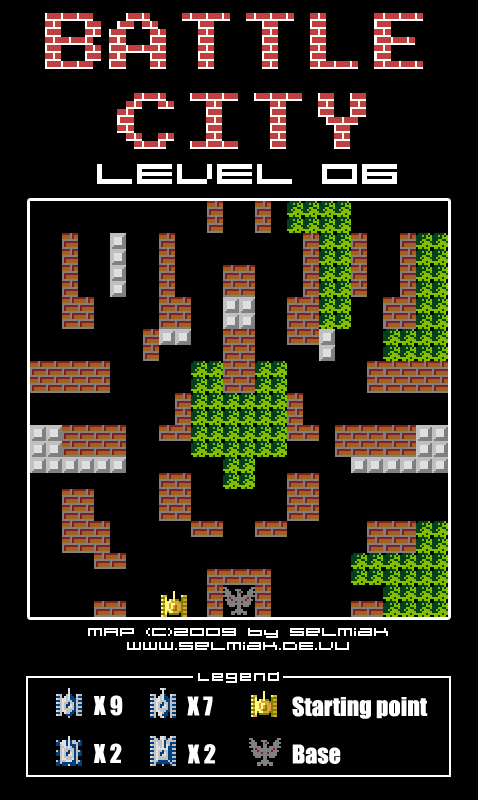 BATTLE
CITY
LEVEL 06
MAP (C)2009 by SELMIAK
WWW.SELMIAK.DE.VU
Legend
X 9 X 7 Starting point
X 2 X 2 Base